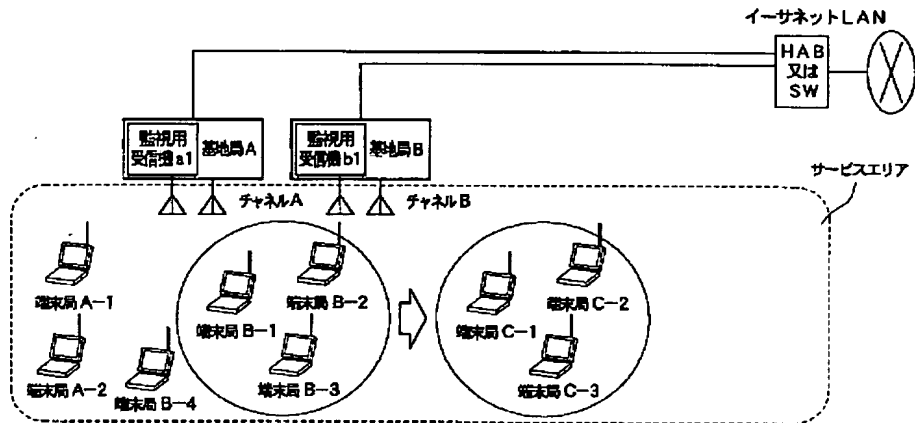 イーサネットLAN
HAB
又は
SW
監視用
受信機a1
基地局A
監視用
受信機b1
基地局B
サービスエリア
チャネルA
チャネルB
端末局A-1
端末局B-1
端末局B-2
端末局C-1
端末局C-2
端末局A-2
端末局B-4
端末局B-3
端末局C-3